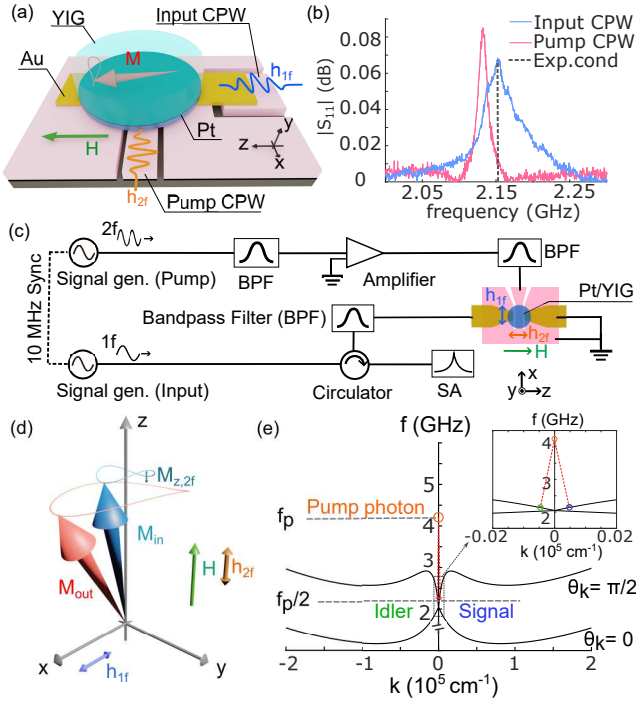 (a)
YIG
Input CPW
M
Au
h1f
H
Pt
y
z
x
h2f
Pump CPW
(b)
Input CPW
Pump CPW
Exp.cond
|S11| (dB)
0.08
0.06
0.04
0.02
0
2.05
2.15
2.25
frequency (GHz)
(c)
2f
Signal gen. (Pump)
BPF
Amplifier
BPF
10 MHz Sync
Bandpass Filter (BPF)
h1f
Pt/YIG
h2f
H
1f
Signal gen. (Input)
Circulator
SA
x
y
z
(d)
z
Mz,2f
Min
Mout
H
h2f
x
y
h1f
(e)
f (GHz)
f (GHz)
5
4
3
2
fp
Pump photon
fp/2
Idler
Signal
4
3
2
-0.02
0
0.02
k (10⁵ cm⁻¹)
θk= π/2
θk= 0
-2
-1
0
1
2
k (10⁵ cm⁻¹)